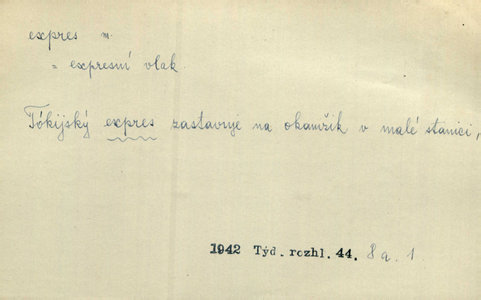 expres m.
= expresní vlak.
Tókijský expres zastavuje na okamžik v malé stanici,
1942 Týd. rozhl. 44. 8 a. 1